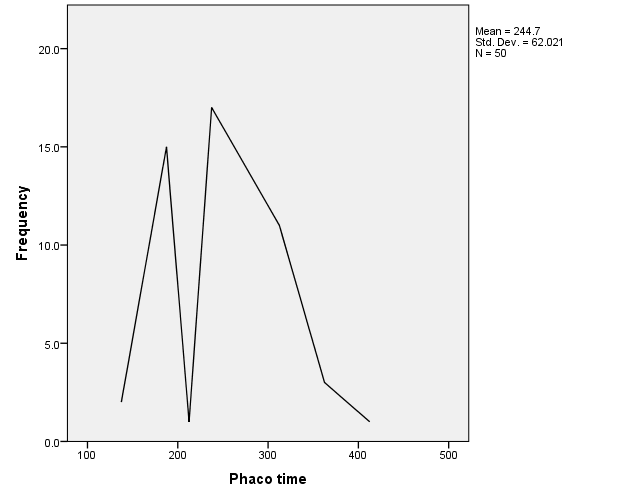 Mean = 244.7
Std. Dev. = 62.021
N = 50
20.0
15.0
10.0
5.0
0.0
Frequency
100 200 300 400 500
Phaco time